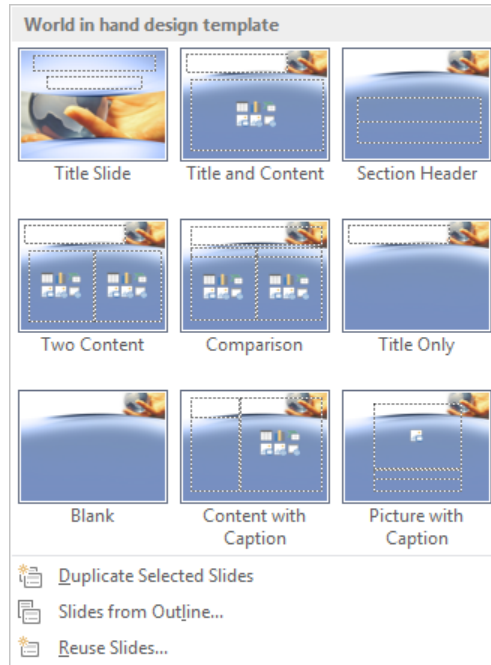 World in hand design template
Title Slide
Title and Content
Section Header
Two Content
Comparison
Title Only
Blank
Content with
Caption
Picture with
Caption
Duplicate Selected Slides
Slides from Outline...
Reuse Slides...